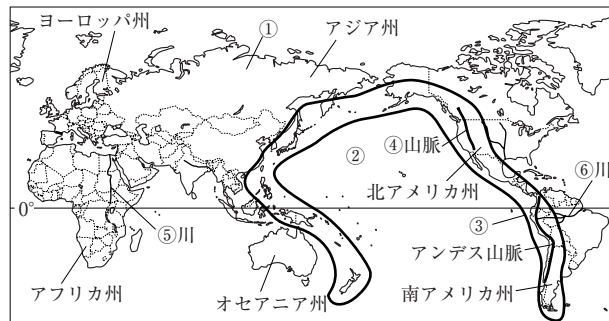 ヨーロッパ州
①
アジア州
②
④山脈
北アメリカ州
⑥川
0°
⑤川
③
アンデス山脈
アフリカ州
オセアニア州
南アメリカ州